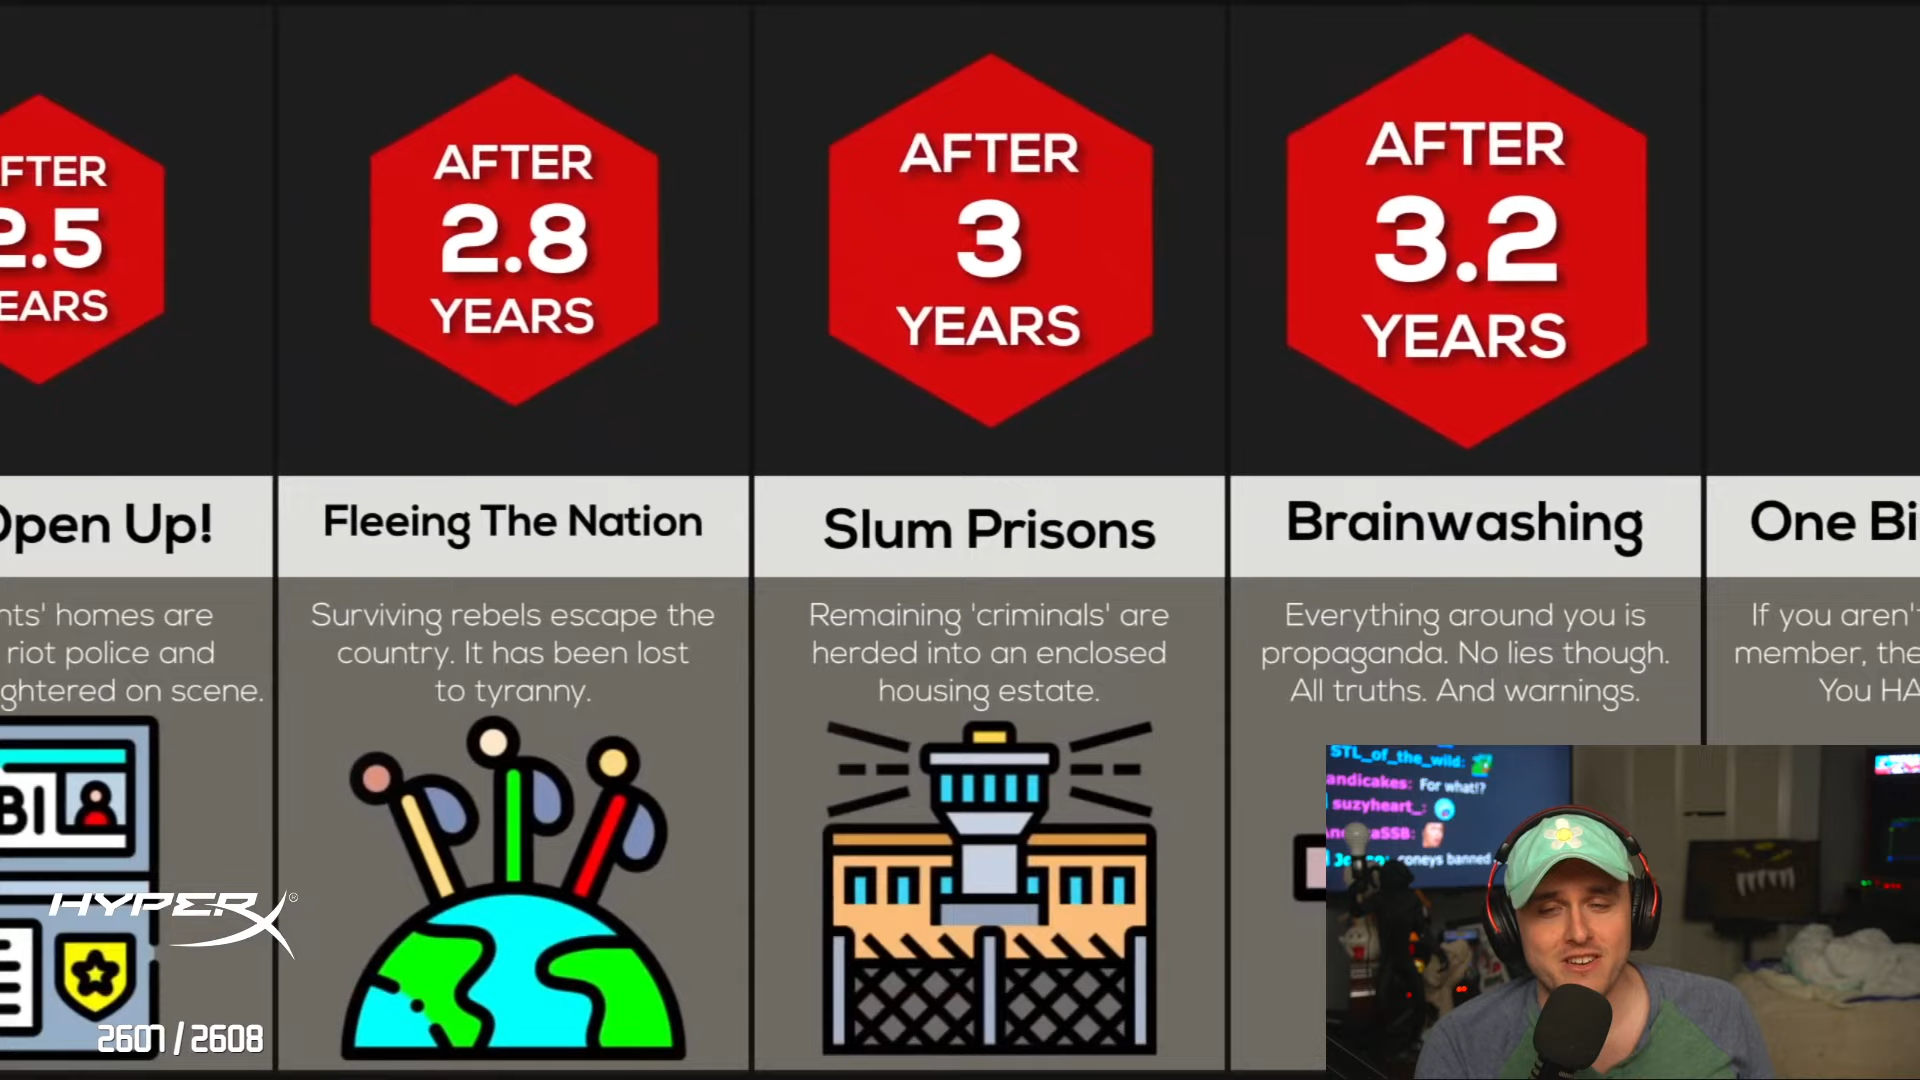 FTER
2.5
EARS
AFTER
2.8
YEARS
AFTER
3
YEARS
AFTER
3.2
YEARS
Open Up!
Fleeing The Nation
Slum Prisons
Brainwashing
One Bi
nts' homes are
riot police and
ghtered on scene.
Surviving rebels escape the
country. It has been lost
to tyranny.
Remaining 'criminals' are
herded into an enclosed
housing estate.
Everything around you is
propaganda. No lies though.
All truths. And warnings.
If you aren't
member, the
You HA
BI
HYPERX®
2607 / 2608
STL_of_the_wild:
andicakes: For what!?
suzyheart_:
aSSB:
coneys banned